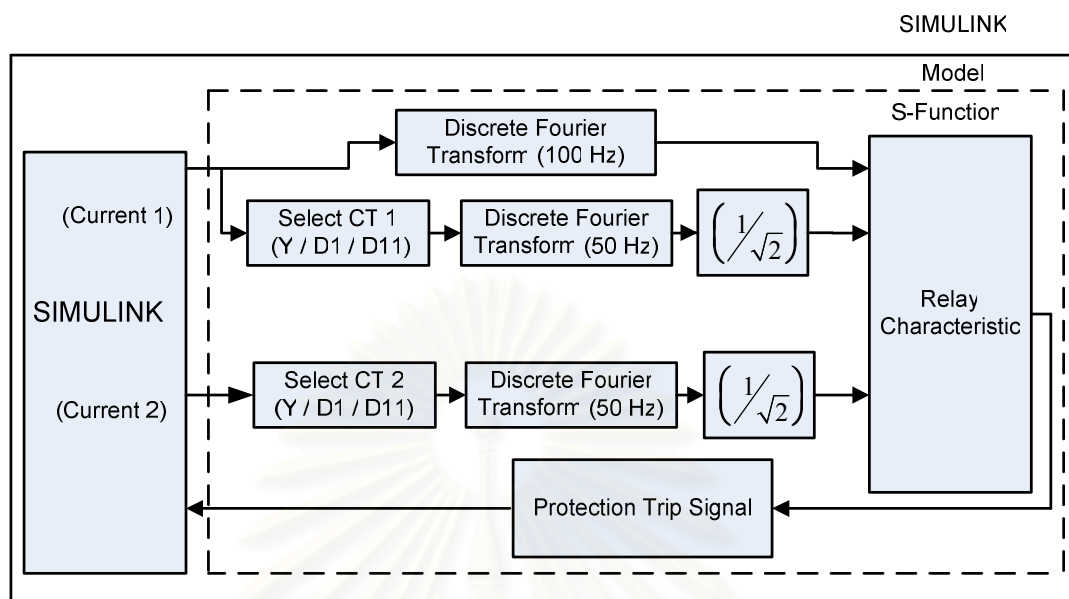 SIMULINK
Model
S-Function
Discrete Fourier
Transform (100 Hz)
(Current 1)
Select CT 1
(Y / D1 / D11)
Discrete Fourier
Transform (50 Hz)
(1/√2)
SIMULINK
Relay
Characteristic
(Current 2)
Select CT 2
(Y / D1 / D11)
Discrete Fourier
Transform (50 Hz)
(1/√2)
Protection Trip Signal